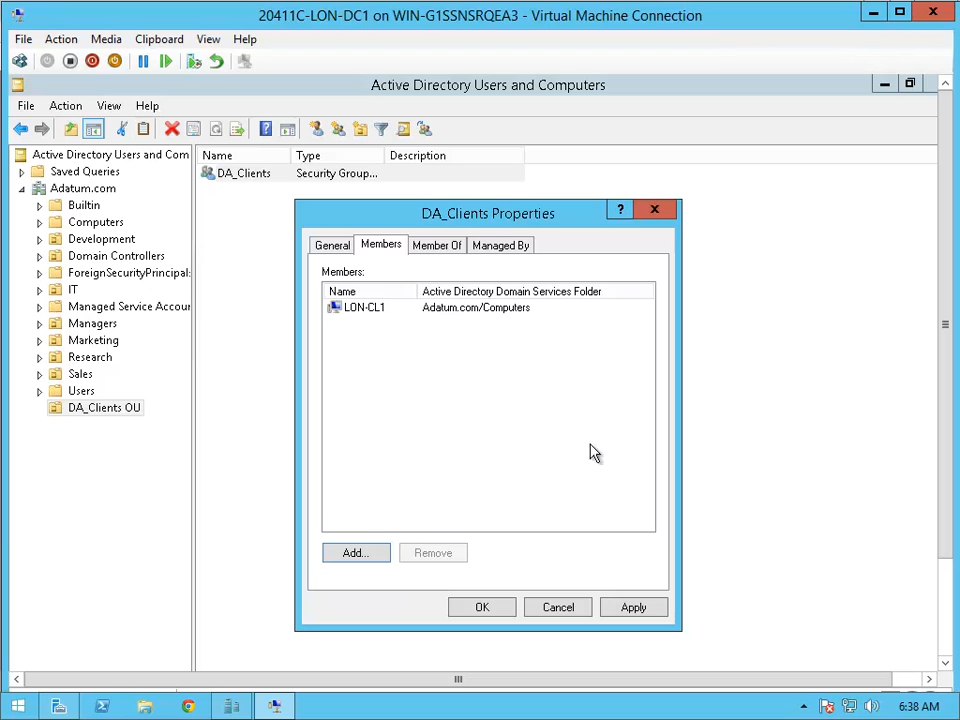 20411C-LON-DC1 on WIN-G1SSNSRQEA3 - Virtual Machine Connection
File Action Media Clipboard View Help
Active Directory Users and Computers
File Action View Help
Active Directory Users and Com
Saved Queries
Adatum.com
Builtin
Computers
Development
Domain Controllers
ForeignSecurityPrincipal:
IT
Managed Service Accour
Managers
Marketing
Research
Sales
Users
DA_Clients OU
Name Type Description
DA_Clients Security Group...
DA_Clients Properties
?
General Members Member Of Managed By
Members:
Name Active Directory Domain Services Folder
LON-CL1 Adatum.com/Computers
Add... Remove
OK Cancel Apply
6:38 AM